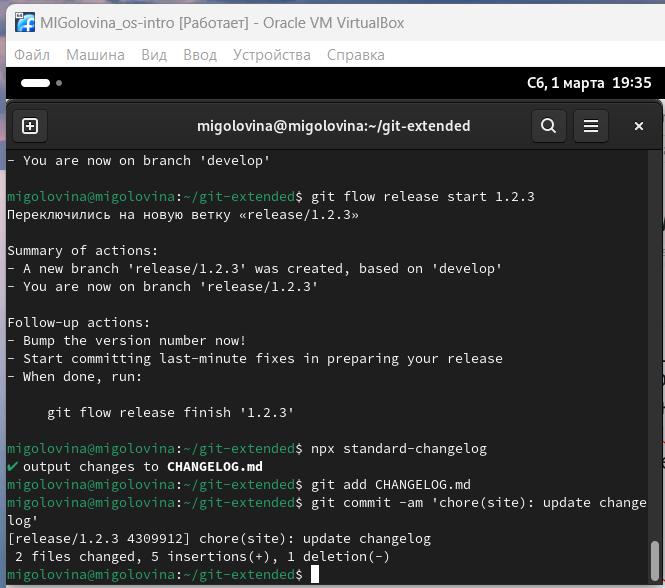 MIGolovina_os-intro [Работает] - Oracle VM VirtualBox
Файл Машина Вид Ввод Устройства Справка
Сб, 1 марта 19:35
migolovina@migolovina:~/git-extended
- You are now on branch 'develop'
migolovina@migolovina:~/git-extended$ git flow release start 1.2.3
Переключились на новую ветку «release/1.2.3»
Summary of actions:
- A new branch 'release/1.2.3' was created, based on 'develop'
- You are now on branch 'release/1.2.3'
Follow-up actions:
- Bump the version number now!
- Start committing last-minute fixes in preparing your release
- When done, run:
git flow release finish '1.2.3'
migolovina@migolovina:~/git-extended$ npx standard-changelog
✔ output changes to CHANGELOG.md
migolovina@migolovina:~/git-extended$ git add CHANGELOG.md
migolovina@migolovina:~/git-extended$ git commit -am 'chore(site): update change
log'
[release/1.2.3 4309912] chore(site): update changelog
2 files changed, 5 insertions(+), 1 deletion(-)
migolovina@migolovina:~/git-extended$